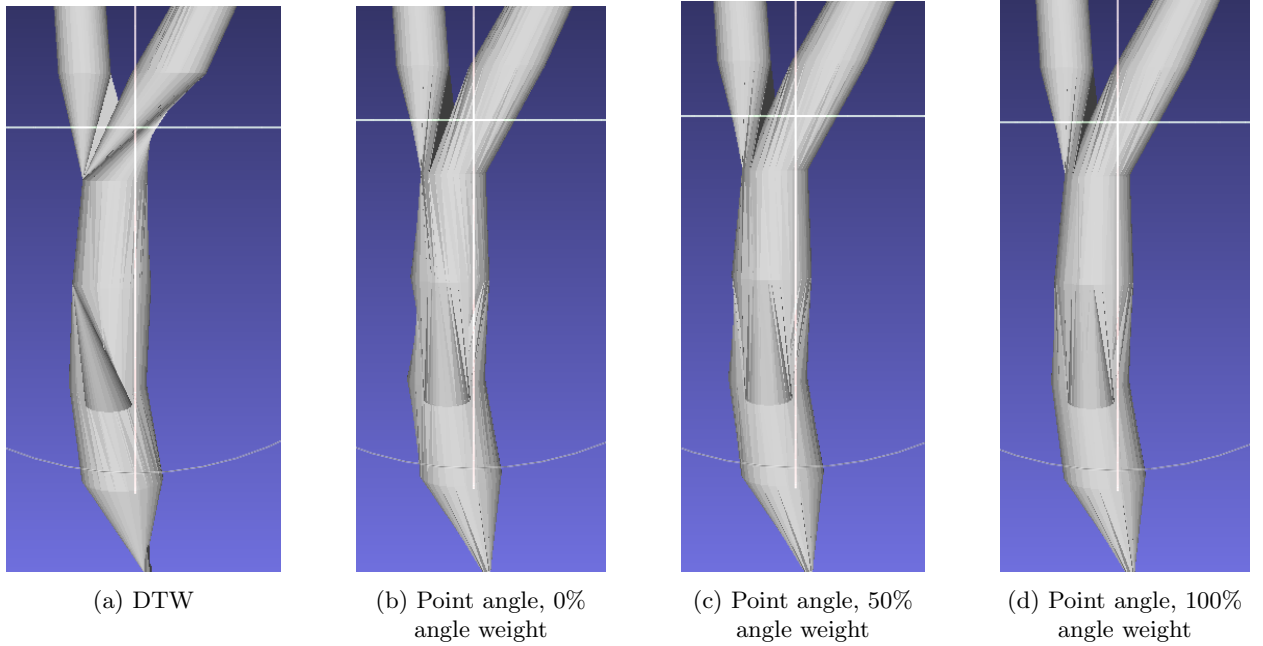 (a) DTW
(b) Point angle, 0%
angle weight
(c) Point angle, 50%
angle weight
(d) Point angle, 100%
angle weight